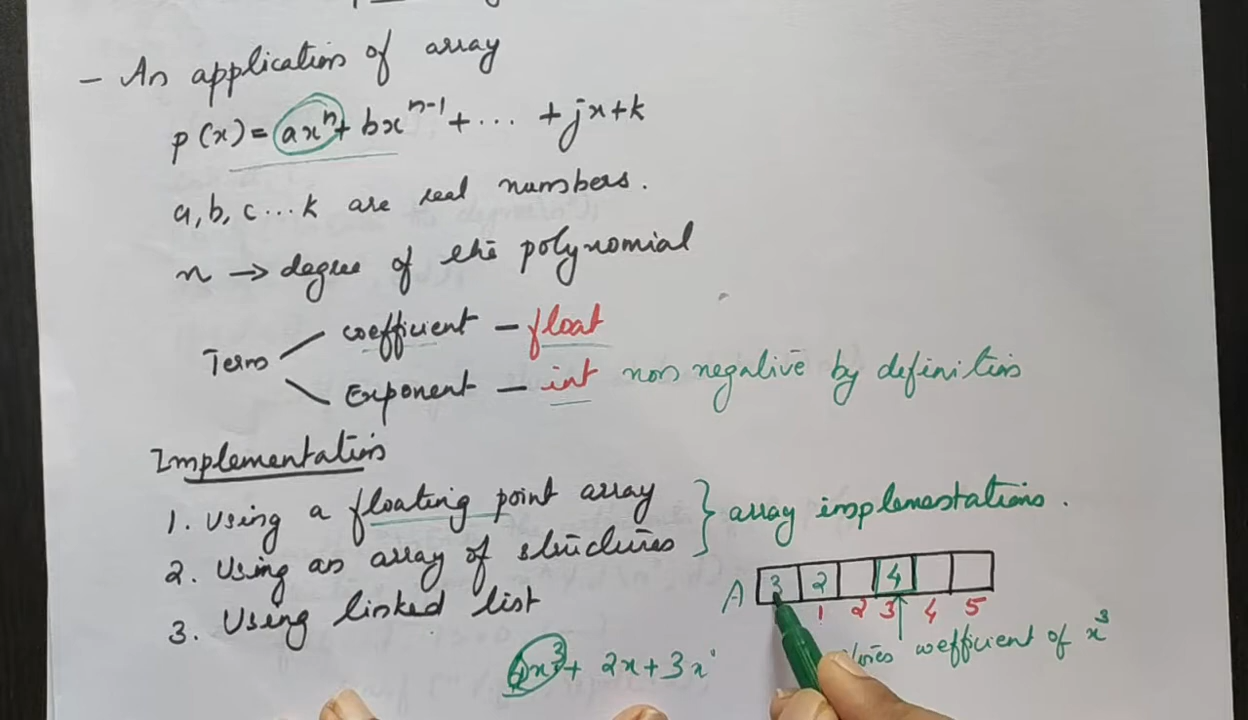 - An application of array
p(x) = ax^n + bx^n-1 + ... + jx + k
a, b, c ... k are real numbers.
n → degree of the polynomial
Term
coefficient - float
Exponent - int non negative by definition
Implementation
1. Using a floating point array
2. Using an array of structures
} array implementations.
3. Using linked list
A 3 2 4
1 2 3 4 5
coefficient of x^3
4x^3 + 2x + 3x